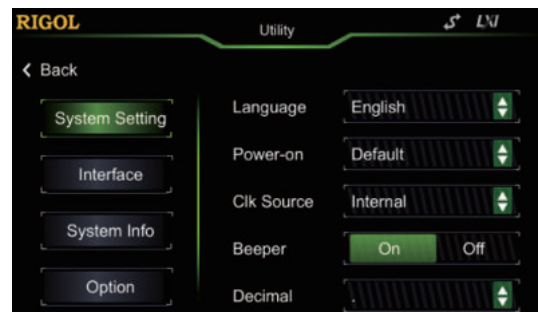 RIGOL
Utility
LXI
Back
System Setting
Interface
System Info
Option
Language English
Power-on Default
Clk Source Internal
Beeper On Off
Decimal .